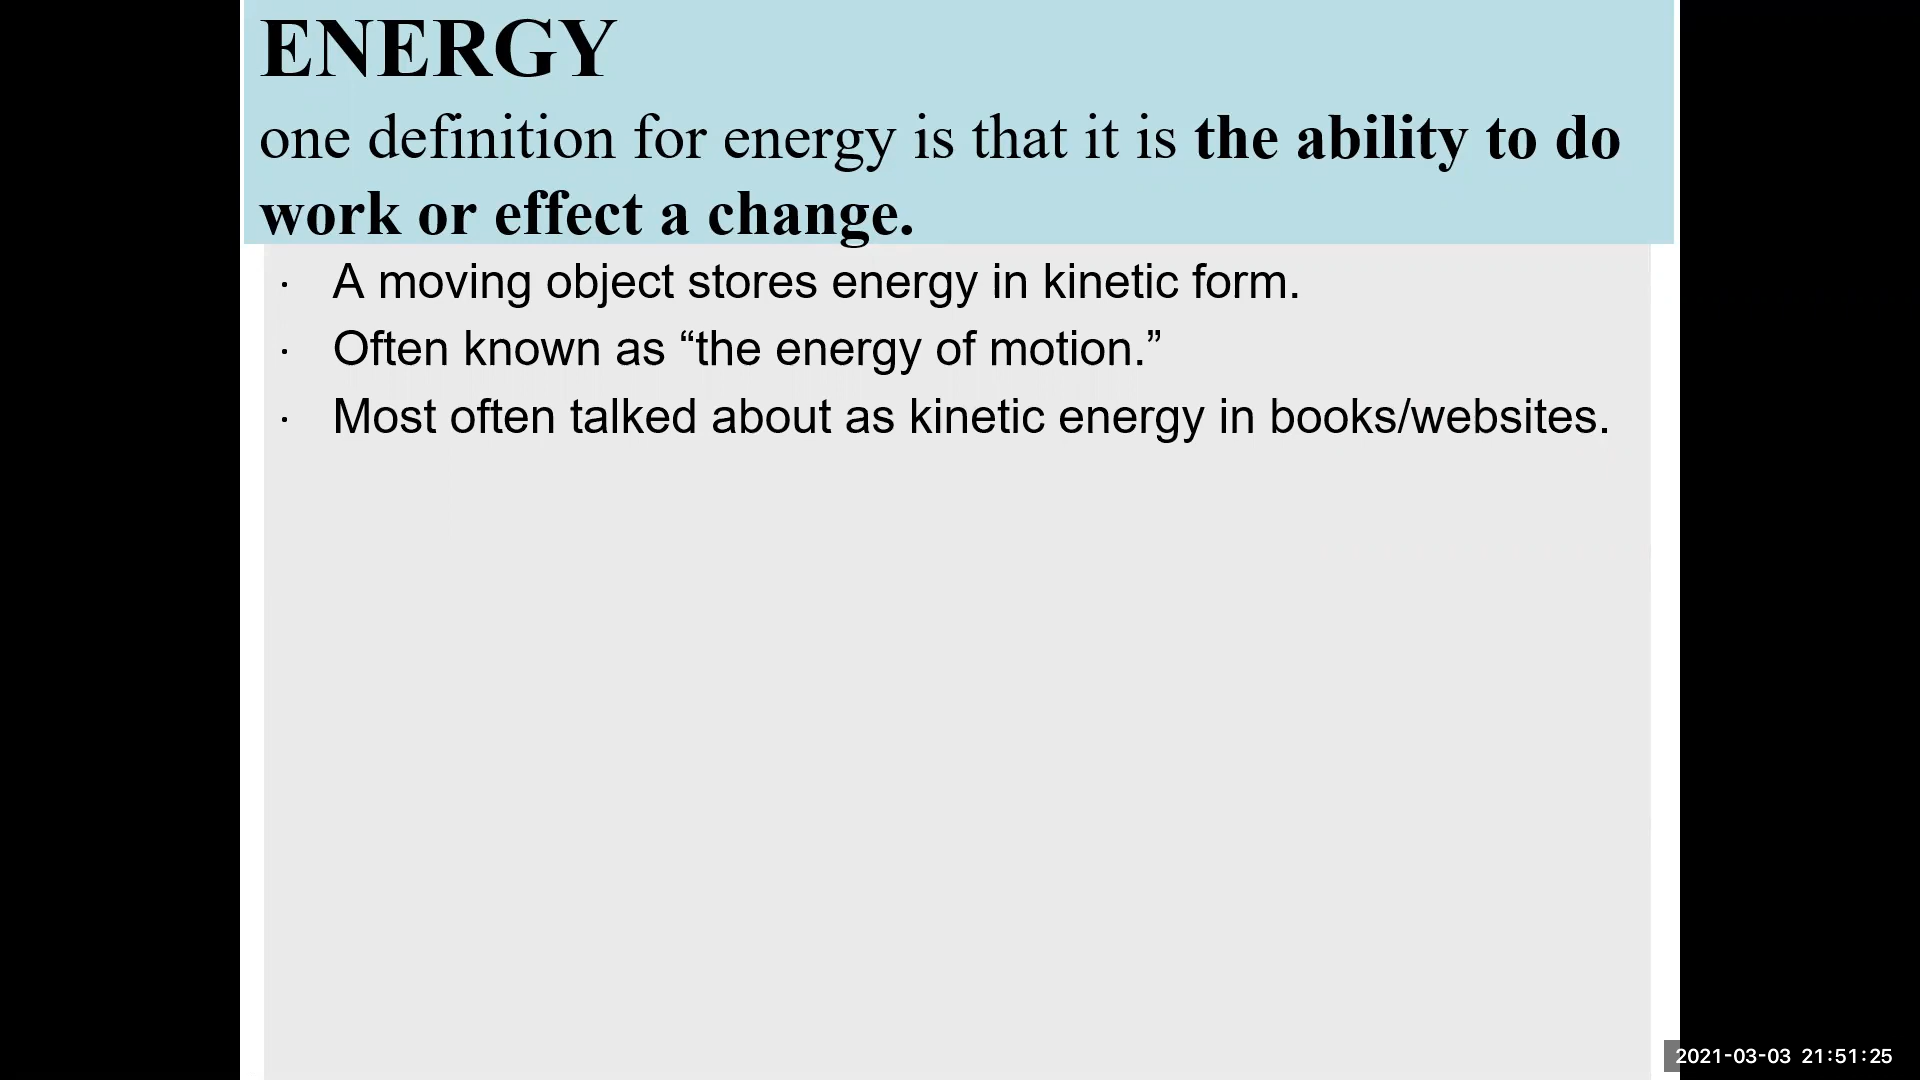 ENERGY
one definition for energy is that it is the ability to do
work or effect a change.
· A moving object stores energy in kinetic form.
· Often known as “the energy of motion.”
· Most often talked about as kinetic energy in books/websites.
2021-03-03 21:51:25